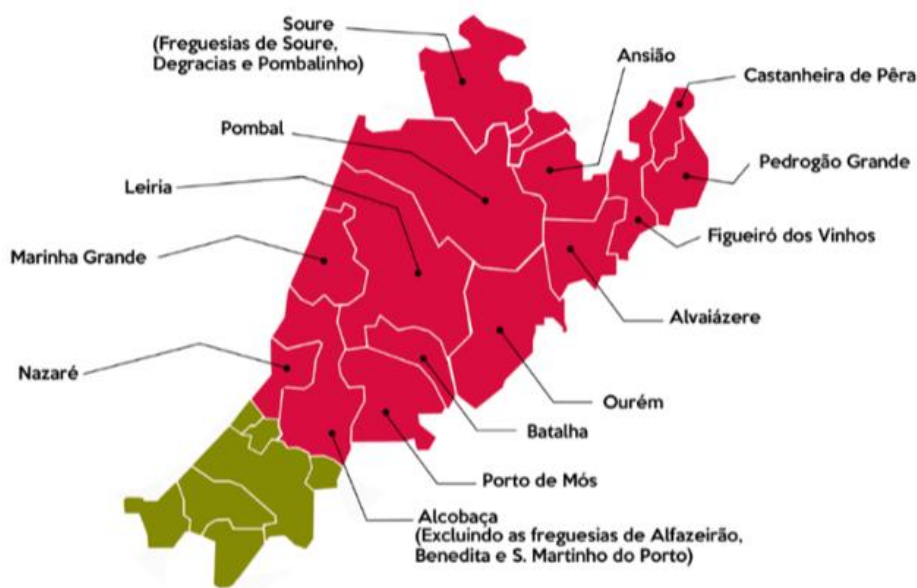 Soure
(Freguesias de Soure,
Degracias e Pombalinho)
Ansião
Castanheira de Pêra
Pombal
Pedrogão Grande
Leiria
Figueiró dos Vinhos
Marinha Grande
Alvaiázere
Nazaré
Ourém
Batalha
Porto de Mós
Alcobaça
(Excluindo as freguesias de Alfazeirão,
Benedita e S. Martinho do Porto)